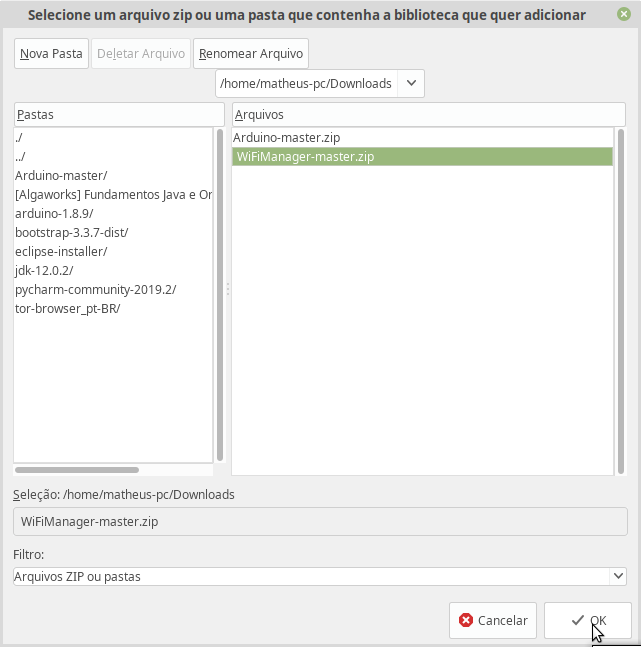 Selecione um arquivo zip ou uma pasta que contenha a biblioteca que quer adicionar
Nova Pasta Deletar Arquivo Renomear Arquivo
/home/matheus-pc/Downloads
Pastas
./
../
Arduino-master/
[Algaworks] Fundamentos Java e Or
arduino-1.8.9/
bootstrap-3.3.7-dist/
eclipse-installer/
jdk-12.0.2/
pycharm-community-2019.2/
tor-browser_pt-BR/
Arquivos
Arduino-master.zip
WiFiManager-master.zip
Seleção: /home/matheus-pc/Downloads
WiFiManager-master.zip
Filtro:
Arquivos ZIP ou pastas
Cancelar OK